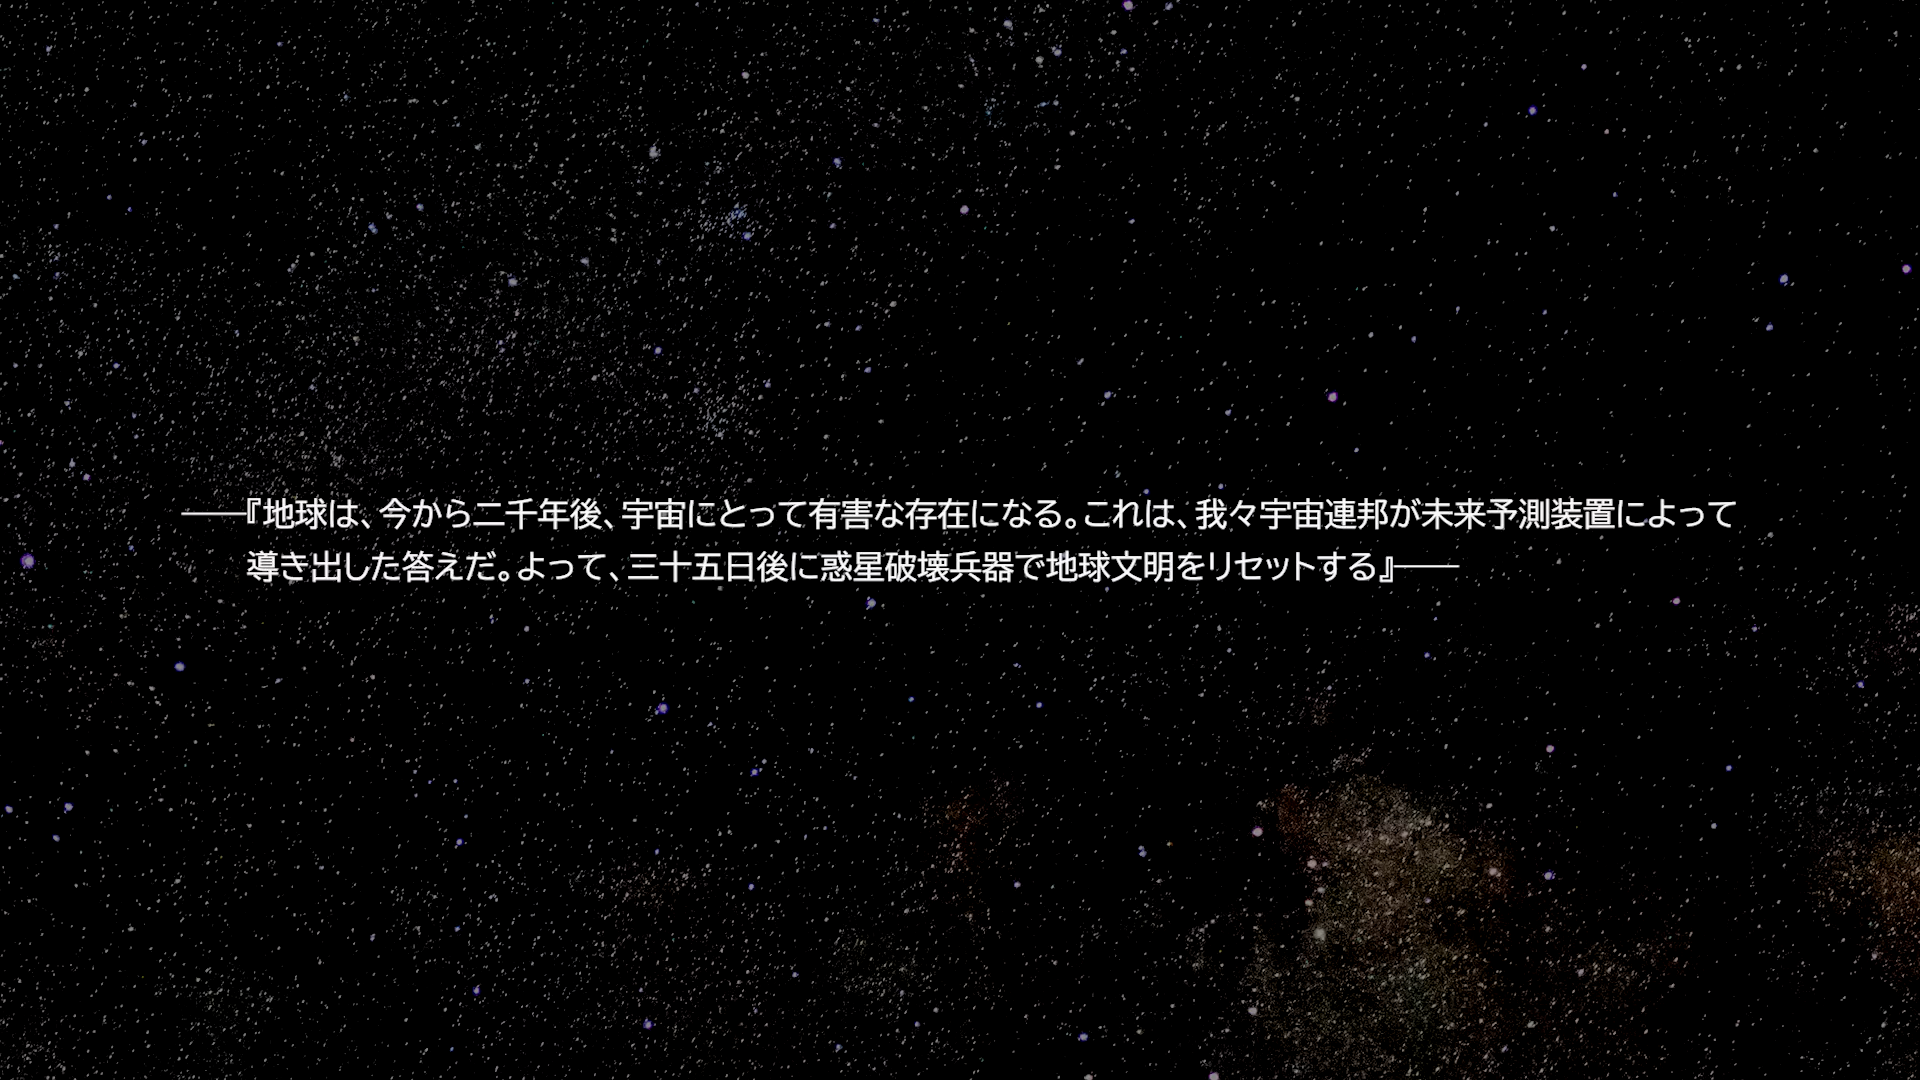 ――『地球は、今から二千年後、宇宙にとって有害な存在になる。これは、我々宇宙連邦が未来予測装置によって
導き出した答えだ。よって、三十五日後に惑星破壊兵器で地球文明をリセットする』――